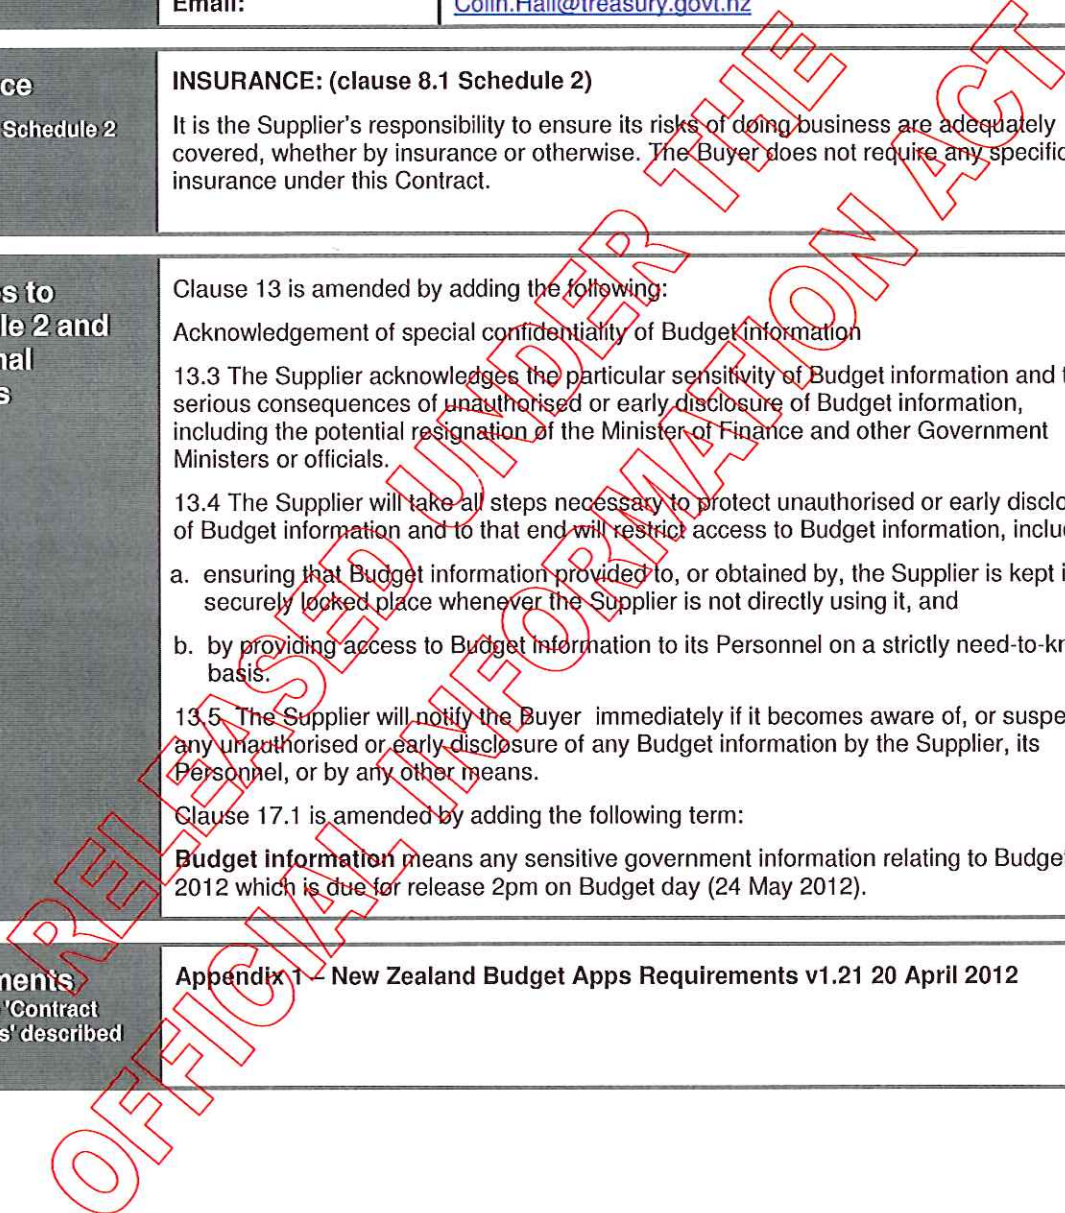 Email:
Colin.Hall@treasury.govt.nz
ce
Schedule 2
INSURANCE: (clause 8.1 Schedule 2)
It is the Supplier's responsibility to ensure its risks of doing business are adequately
covered, whether by insurance or otherwise. The Buyer does not require any specific
insurance under this Contract.
s to
le 2 and
nal
s
Clause 13 is amended by adding the following:
Acknowledgement of special confidentiality of Budget information
13.3 The Supplier acknowledges the particular sensitivity of Budget information and t
serious consequences of unauthorised or early disclosure of Budget information,
including the potential resignation of the Minister of Finance and other Government
Ministers or officials.
13.4 The Supplier will take all steps necessary to protect unauthorised or early disclo
of Budget information and to that end will restrict access to Budget information, inclu
a. ensuring that Budget information provided to, or obtained by, the Supplier is kept i
securely locked place whenever the Supplier is not directly using it, and
b. by providing access to Budget information to its Personnel on a strictly need-to-kn
basis.
13.5 The Supplier will notify the Buyer immediately if it becomes aware of, or suspe
any unauthorised or early disclosure of any Budget information by the Supplier, its
Personnel, or by any other means.
Clause 17.1 is amended by adding the following term:
Budget information means any sensitive government information relating to Budge
2012 which is due for release 2pm on Budget day (24 May 2012).
ments
'Contract
s' described
Appendix 1 – New Zealand Budget Apps Requirements v1.21 20 April 2012
RELEASED UNDER THE
OFFICIAL INFORMATION ACT